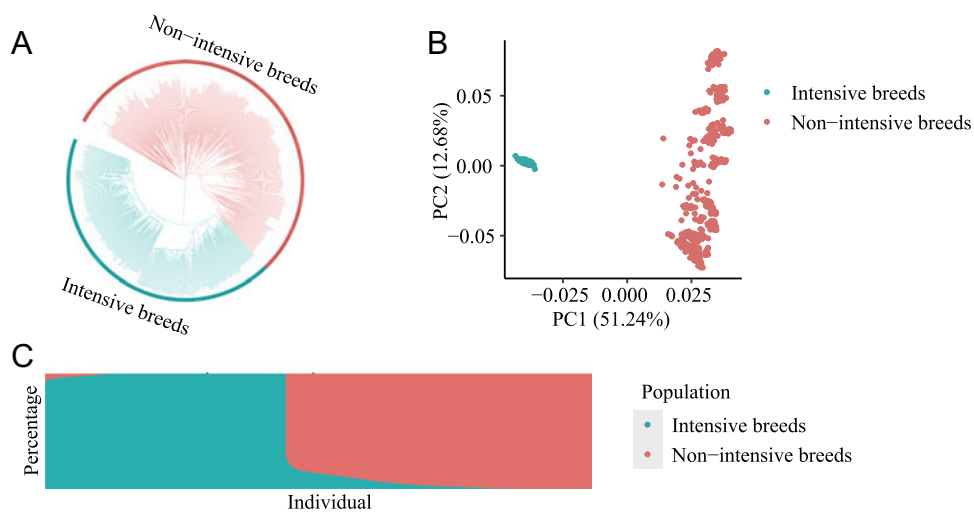 A
Non−intensive breeds
Intensive breeds
B
PC2 (12.68%)
0.05
0.00
−0.05
−0.025
0.000
0.025
PC1 (51.24%)
Intensive breeds
Non−intensive breeds
C
Percentage
Individual
Population
Intensive breeds
Non−intensive breeds